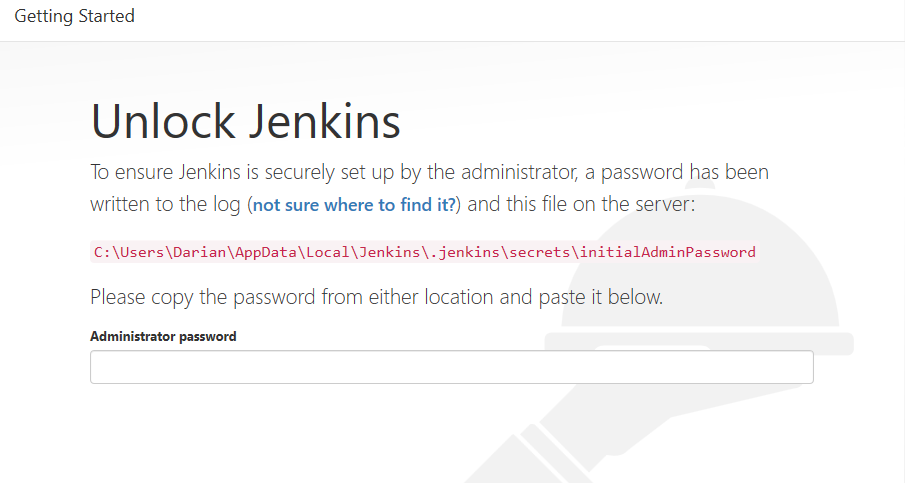 Getting Started
Unlock Jenkins
To ensure Jenkins is securely set up by the administrator, a password has been
written to the log (not sure where to find it?) and this file on the server:
C:\Users\Darian\AppData\Local\Jenkins\.jenkins\secrets\initialAdminPassword
Please copy the password from either location and paste it below.
Administrator password